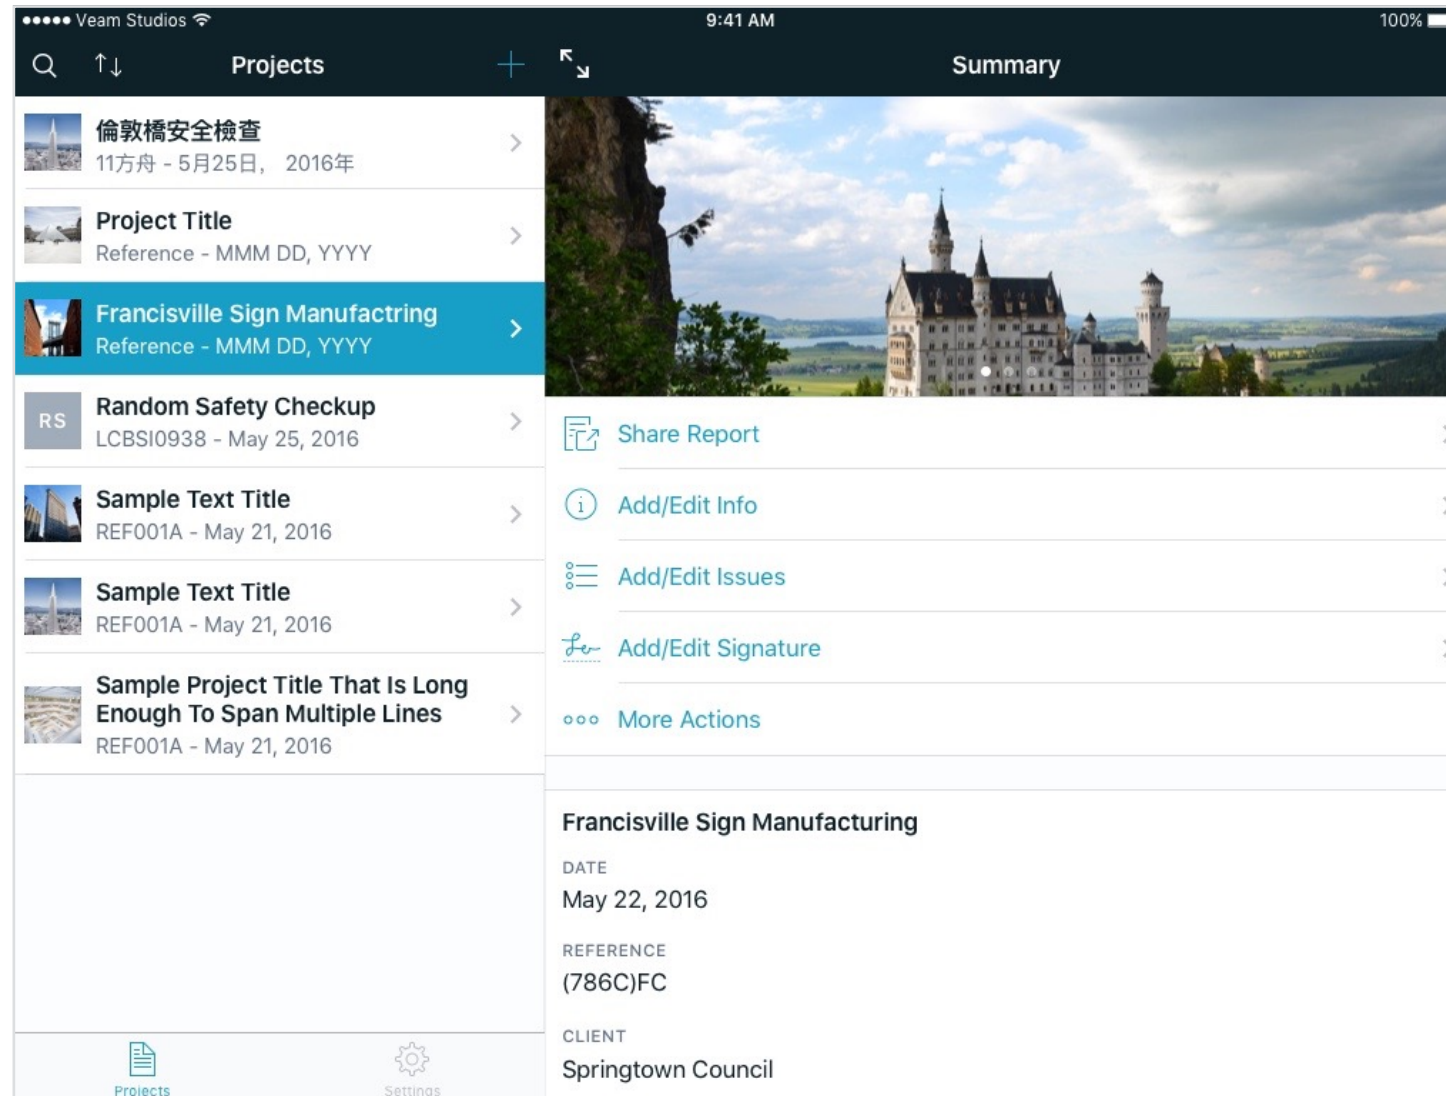 Veam Studios
9:41 AM
100%
Projects
Summary
倫敦橋安全檢查
11方舟 - 5月25日， 2016年
Project Title
Reference - MMM DD, YYYY
Francisville Sign Manufactring
Reference - MMM DD, YYYY
RS
Random Safety Checkup
LCBSI0938 - May 25, 2016
Sample Text Title
REF001A - May 21, 2016
Sample Text Title
REF001A - May 21, 2016
Sample Project Title That Is Long
Enough To Span Multiple Lines
REF001A - May 21, 2016
Projects
Settings
Share Report
Add/Edit Info
Add/Edit Issues
Add/Edit Signature
More Actions
Francisville Sign Manufacturing
DATE
May 22, 2016
REFERENCE
(786C)FC
CLIENT
Springtown Council